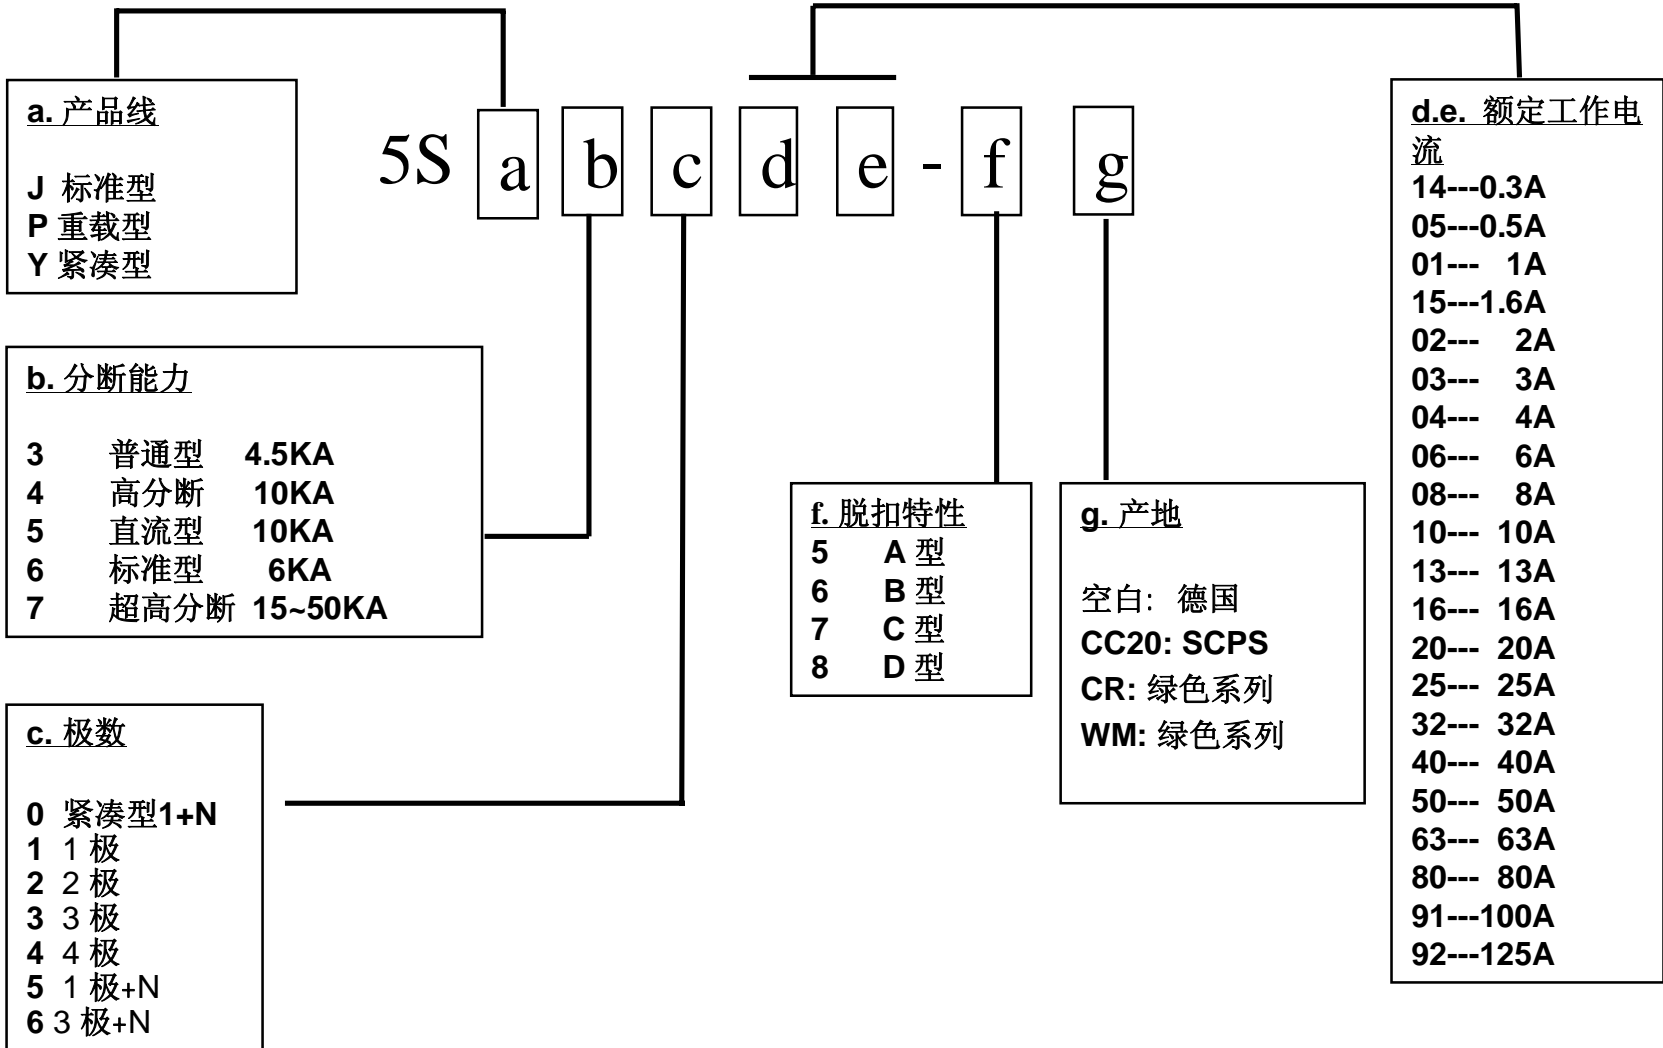 5S a b c d e - f g
a. 产品线
J 标准型
P 重载型
Y 紧凑型
b. 分断能力
3 普通型 4.5KA
4 高分断 10KA
5 直流型 10KA
6 标准型 6KA
7 超高分断 15~50KA
c. 极数
0 紧凑型1+N
1 1 极
2 2 极
3 3 极
4 4 极
5 1 极+N
6 3 极+N
f. 脱扣特性
5 A 型
6 B 型
7 C 型
8 D 型
g. 产地
空白: 德国
CC20: SCPS
CR: 绿色系列
WM: 绿色系列
d.e. 额定工作电
流
14---0.3A
05---0.5A
01--- 1A
15---1.6A
02--- 2A
03--- 3A
04--- 4A
06--- 6A
08--- 8A
10--- 10A
13--- 13A
16--- 16A
20--- 20A
25--- 25A
32--- 32A
40--- 40A
50--- 50A
63--- 63A
80--- 80A
91---100A
92---125A